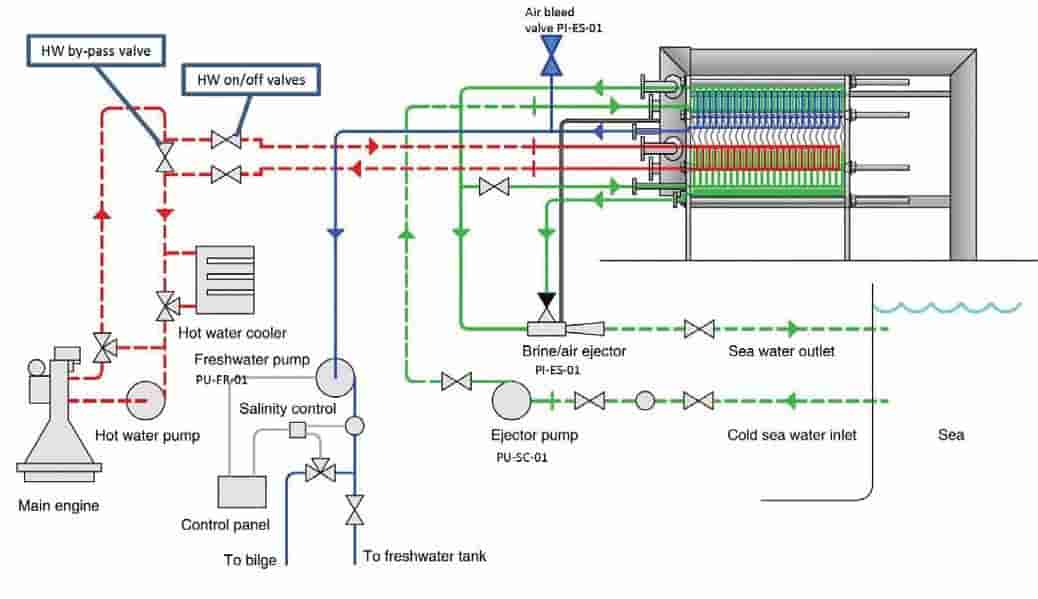 Air bleed
valve PI-ES-01
HW by-pass valve
HW on/off valves
Hot water cooler
Freshwater pump
PU-FR-01
Brine/air ejector
PI-ES-01
Sea water outlet
Salinity control
Hot water pump
Ejector pump
PU-SC-01
Cold sea water inlet
Sea
Main engine
Control panel
To bilge
To freshwater tank